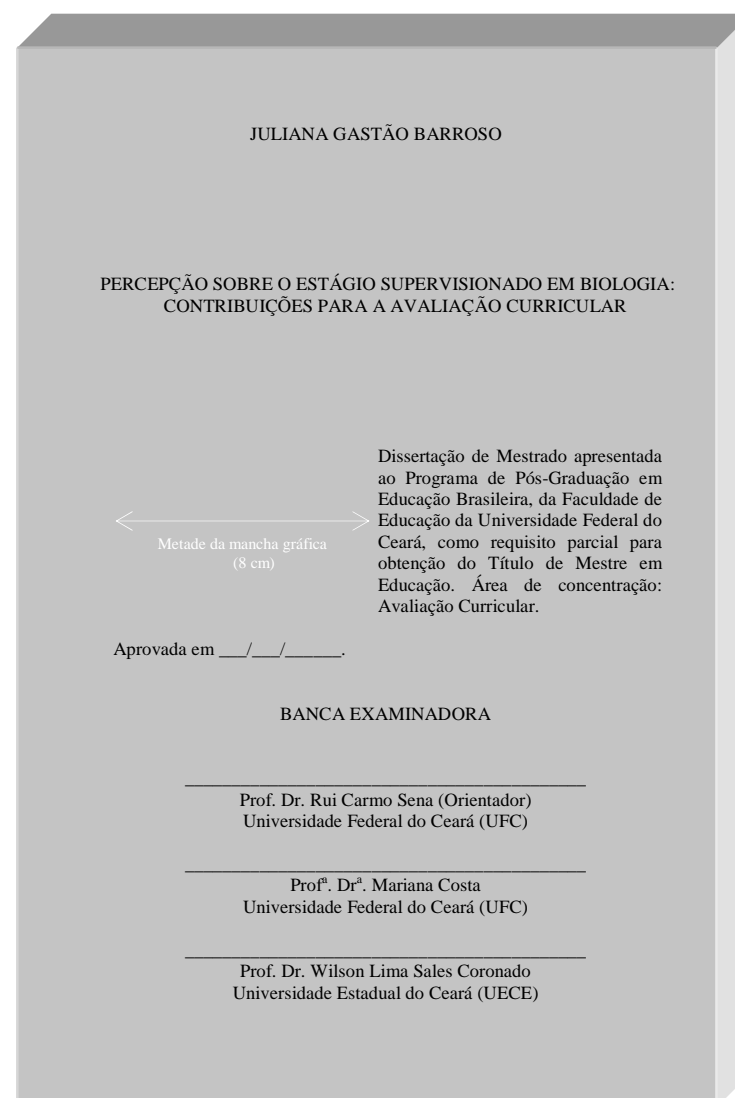 JULIANA GASTÃO BARROSO
PERCEPÇÃO SOBRE O ESTÁGIO SUPERVISIONADO EM BIOLOGIA:
CONTRIBUIÇÕES PARA A AVALIAÇÃO CURRICULAR
Dissertação de Mestrado apresentada
ao Programa de Pós-Graduação em
Educação Brasileira, da Faculdade de
Educação da Universidade Federal do
Ceará, como requisito parcial para
obtenção do Título de Mestre em
Educação. Área de concentração:
Avaliação Curricular.
Metade da mancha gráfica
(8 cm)
Aprovada em ___/___/______.
BANCA EXAMINADORA
Prof. Dr. Rui Carmo Sena (Orientador)
Universidade Federal do Ceará (UFC)
Profª. Drª. Mariana Costa
Universidade Federal do Ceará (UFC)
Prof. Dr. Wilson Lima Sales Coronado
Universidade Estadual do Ceará (UECE)